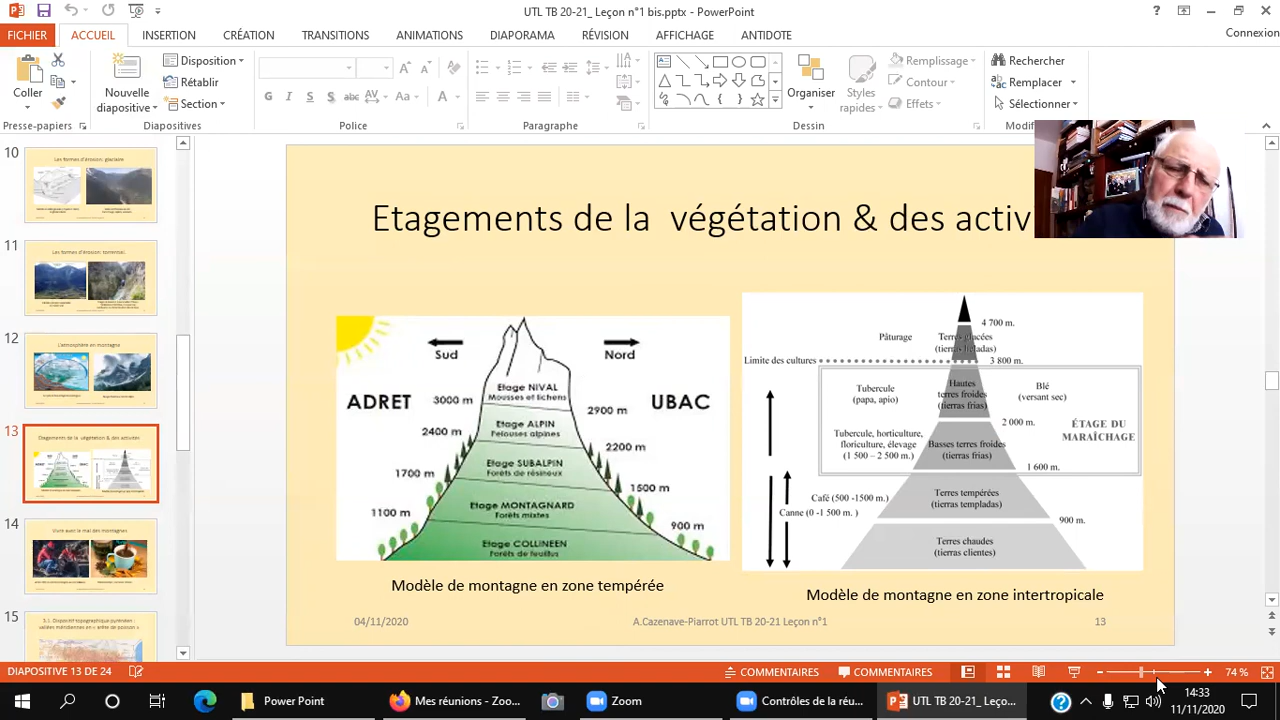 UTL TB 20-21_ Leçon n°1 bis.pptx - PowerPoint
?
FICHIER ACCUEIL INSERTION CRÉATION TRANSITIONS ANIMATIONS DIAPORAMA RÉVISION AFFICHAGE ANTIDOTE Connexion
Coller
Nouvelle diapositive
Disposition
Rétablir
Section
G I S S abc AV Aa A
Organiser
Styles rapides
Remplissage
Contour
Effets
Rechercher
Remplacer
Sélectionner
Presse-papiers Diapositives Police Paragraphe Dessin Modif
10
Les formes d'érosion: glaciaire
11
Les formes d'érosion: torrentiel
12
L'atmosphère en montagne
13
Etagements de la végétation & des activités
14
Vivre avec le mal des montagnes
15
3.1. Dispositif topographique pyrénéen :
vallées méridiennes en « arête de poisson »
Etagements de la végétation & des activ
Sud
Nord
ADRET
UBAC
Etage NIVAL
Mousses et lichens
3000 m
2900 m
Etage ALPIN
Pelouses alpines
2400 m
2200 m
Etage SUBALPIN
Forêts de résineux
1700 m
1500 m
Etage MONTAGNARD
Forêts mixtes
1100 m
900 m
Etage COLLINEEN
Forêts de feuillus
Modèle de montagne en zone tempérée
4 700 m.
Pâturage
Terres glacées
(tierras heladas)
Limite des cultures
3 800 m.
Tubercule
(papa, apio)
Hautes
terres froides
(tierras frias)
Blé
(versant sec)
2 000 m.
ÉTAGE DU
MARAÎCHAGE
Tubercule, horticulture,
floriculture, élevage
(1 500 – 2 500 m.)
Basses terres froides
(tierras frias)
1 600 m.
Café (500 -1500 m.)
Canne (0 -1 500 m. )
Terres tempérées
(tierras templadas)
900 m.
Terres chaudes
(tierras clientes)
Modèle de montagne en zone intertropicale
04/11/2020
A.Cazenave-Piarrot UTL TB 20-21 Leçon n°1
13
DIAPOSITIVE 13 DE 24
COMMENTAIRES
COMMENTAIRES
74 %
Power Point
Mes réunions - Zoo...
Zoom
Contrôles de la réu...
UTL TB 20-21_ Leço...
14:33
11/11/2020